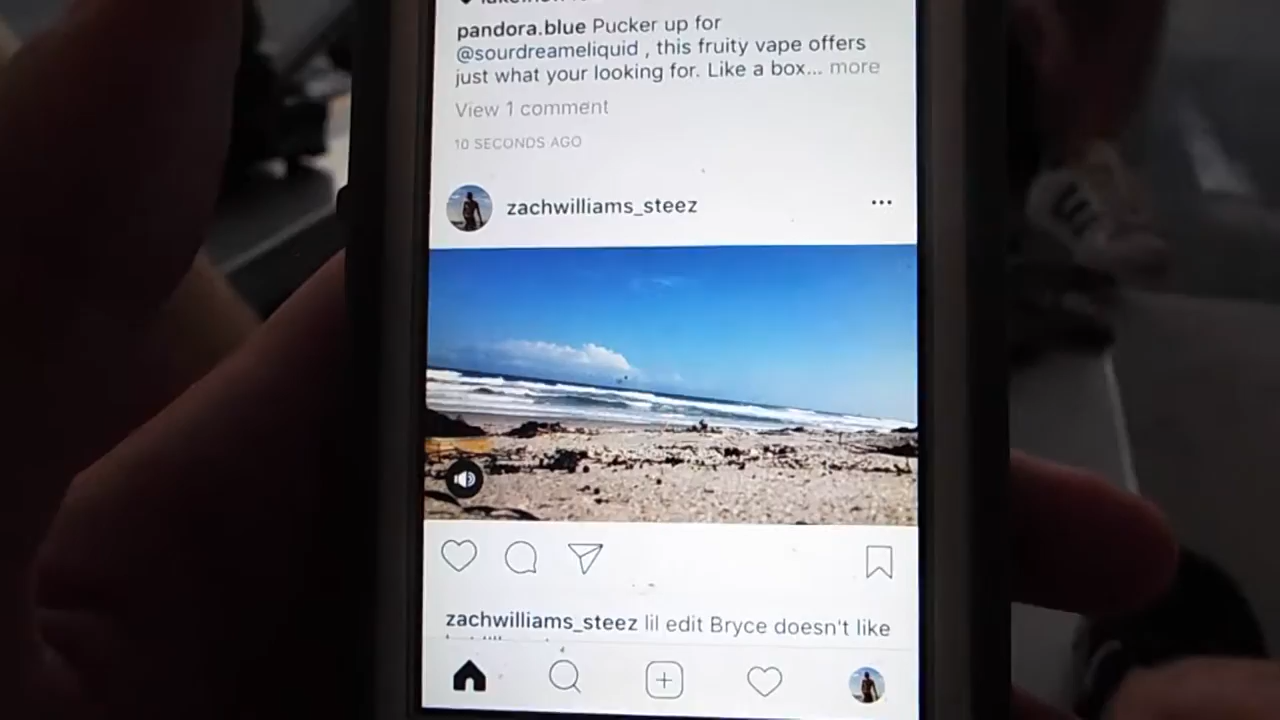 pandora.blue Pucker up for
@sourdreameliquid , this fruity vape offers
just what your looking for. Like a box... more
View 1 comment
10 SECONDS AGO
zachwilliams_steez
zachwilliams_steez lil edit Bryce doesn't like